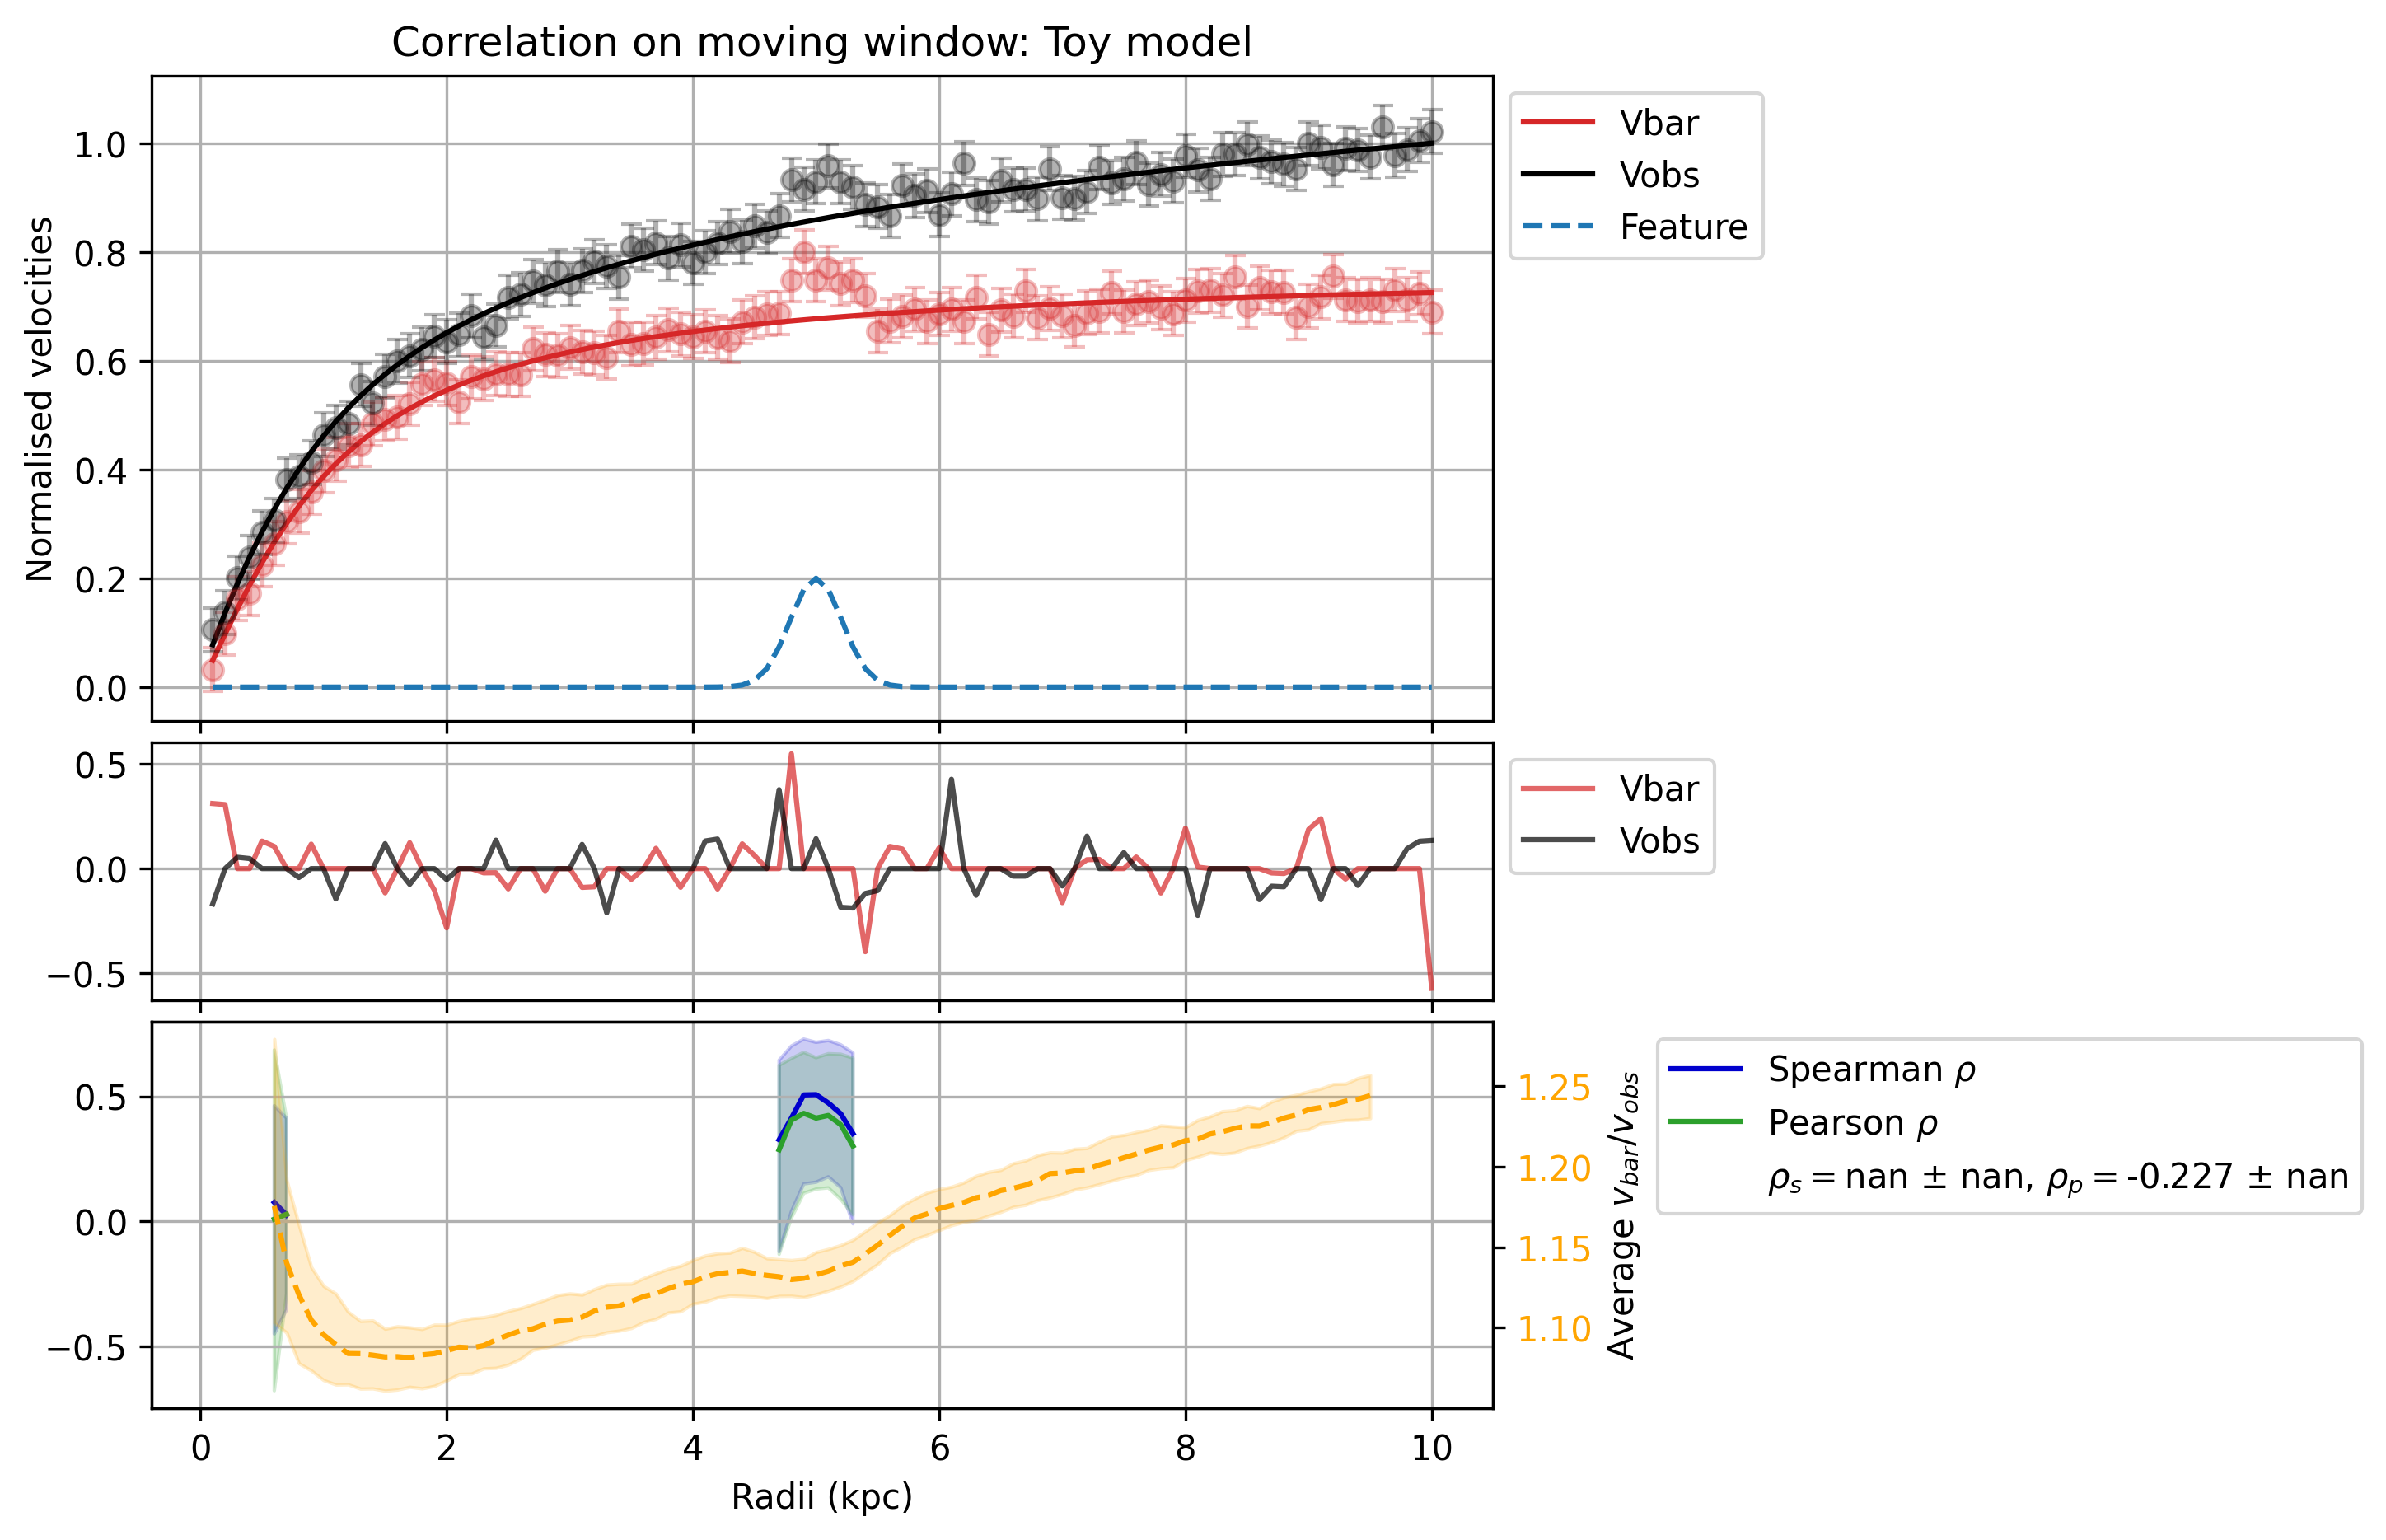 Correlation on moving window: Toy model
Normalised velocities
1.0
0.8
0.6
0.4
0.2
0.0
Vbar
Vobs
Feature
0.5
0.0
−0.5
Vbar
Vobs
0.5
0.0
−0.5
1.25
1.20
1.15
1.10
Average v_bar/v_obs
Spearman ρ
Pearson ρ
ρ_s = nan ± nan, ρ_p = -0.227 ± nan
0 2 4 6 8 10
Radii (kpc)